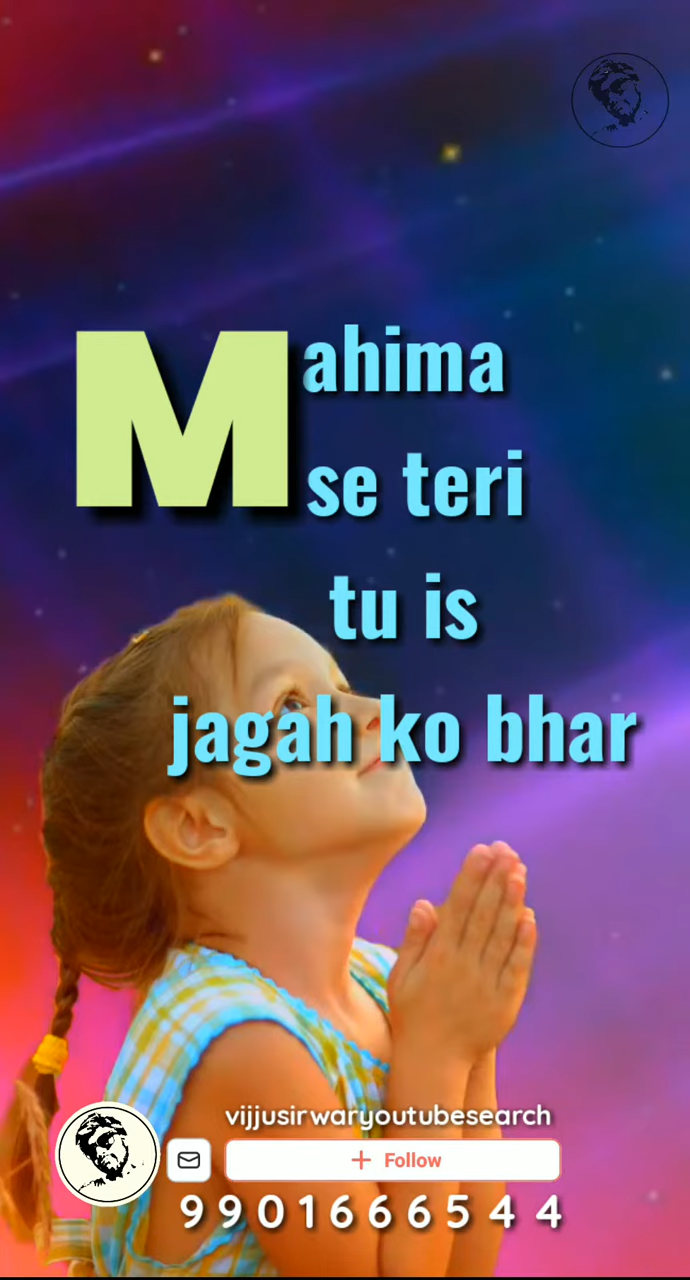 Mahima
se teri
tu is
jagah ko bhar
vijjusirwaryoutubesearch
+ Follow
9901666544